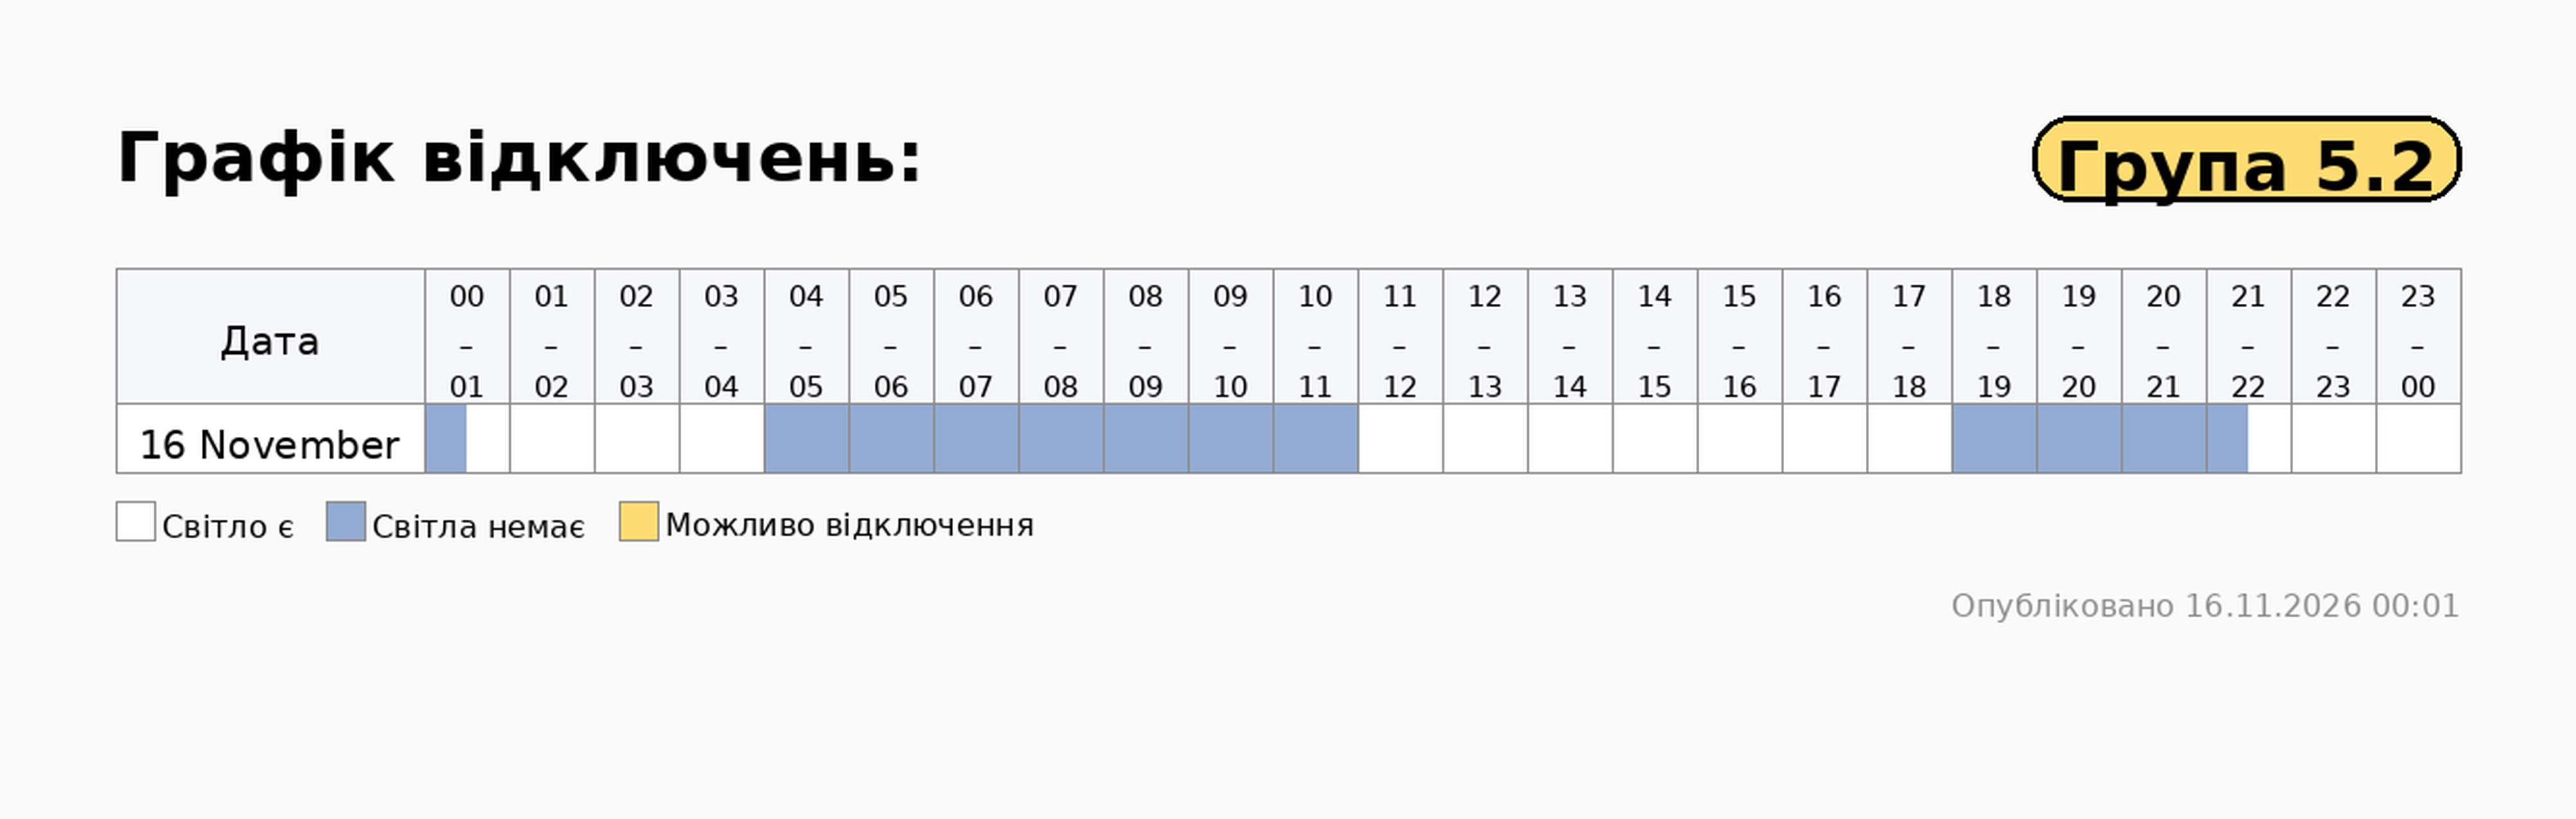 Графік відключень:
Група 5.2
Дата
00 01 02 03 04 05 06 07 08 09 10 11 12 13 14 15 16 17 18 19 20 21 22 23
– – – – – – – – – – – – – – – – – – – – – – – –
01 02 03 04 05 06 07 08 09 10 11 12 13 14 15 16 17 18 19 20 21 22 23 00
16 November
Світло є Світла немає Можливо відключення
Опубліковано 16.11.2026 00:01